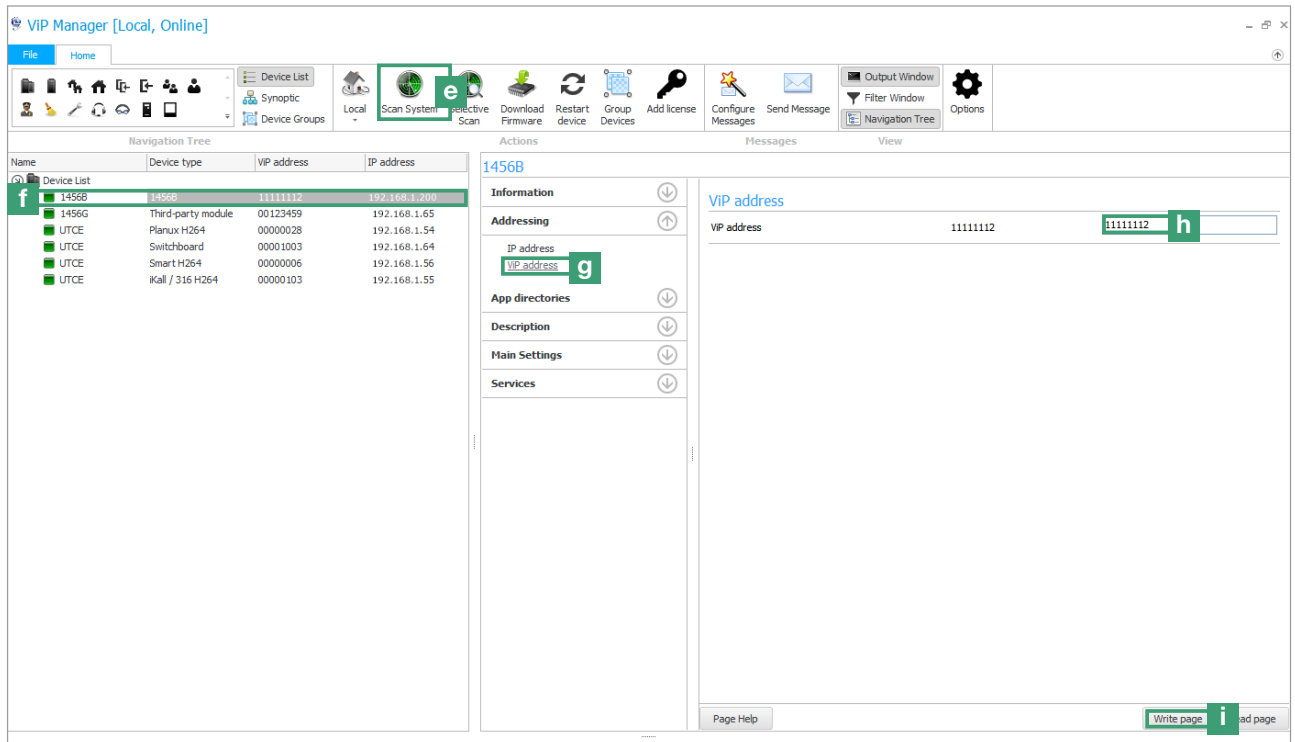 ViP Manager [Local, Online]
File Home
Device List
Synoptic
Device Groups
Local
Scan System
e
Selective Scan
Download Firmware
Restart device
Group Devices
Add license
Configure Messages
Send Message
Output Window
Filter Window
Navigation Tree
Options
Navigation Tree Actions Messages View
Name Device type ViP address IP address
Device List
f
1456B 1456B 11111112 192.168.1.200
1456G Third-party module 00123459 192.168.1.65
UTCE Planux H264 00000028 192.168.1.54
UTCE Switchboard 00001003 192.168.1.64
UTCE Smart H264 00000006 192.168.1.56
UTCE iKall / 316 H264 00000103 192.168.1.55
1456B
Information
Addressing
IP address
ViP address
g
App directories
Description
Main Settings
Services
ViP address
ViP address 11111112 11111112
h
Page Help
Write page
i
ad page